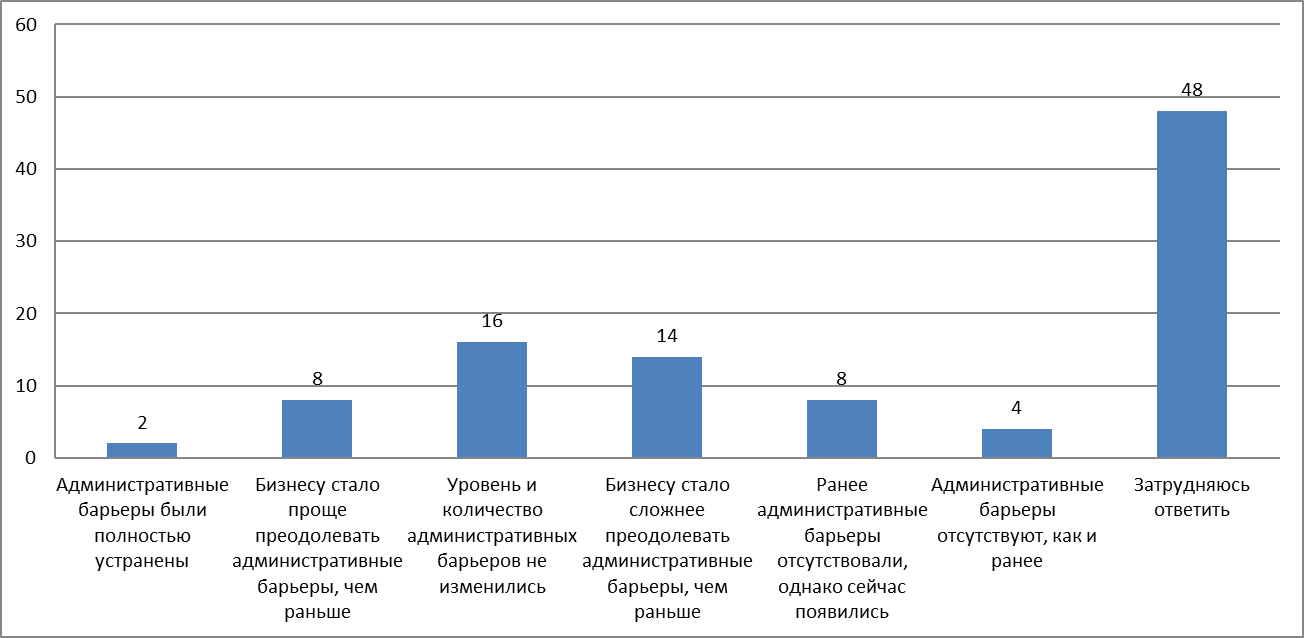 60
50
40
30
20
10
0
2
8
16
14
8
4
48
Административные
барьеры были
полностью
устранены
Бизнесу стало
проще
преодолевать
административные
барьеры, чем
раньше
Уровень и
количество
административных
барьеров не
изменились
Бизнесу стало
сложнее
преодолевать
административные
барьеры, чем
раньше
Ранее
административные
барьеры
отсутствовали,
однако сейчас
появились
Административные
барьеры
отсутствуют, как и
ранее
Затрудняюсь
ответить